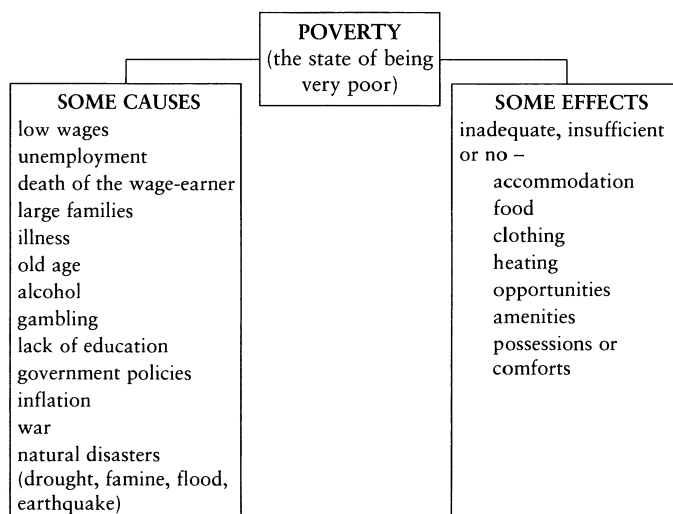 POVERTY
(the state of being
very poor)
SOME CAUSES
low wages
unemployment
death of the wage-earner
large families
illness
old age
alcohol
gambling
lack of education
government policies
inflation
war
natural disasters
(drought, famine, flood,
earthquake)
SOME EFFECTS
inadequate, insufficient
or no –
accommodation
food
clothing
heating
opportunities
amenities
possessions or
comforts